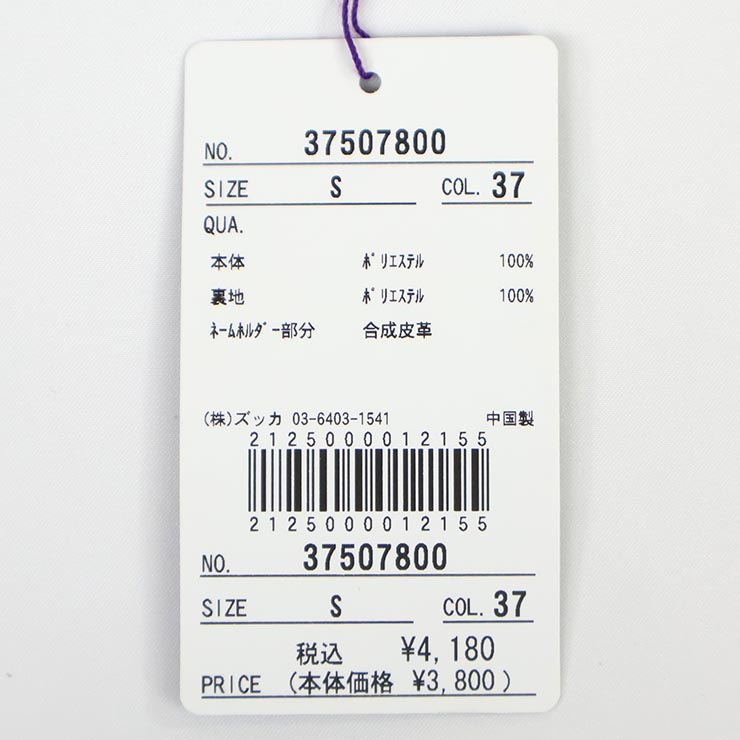 NO. 37507800
SIZE S COL. 37
QUA.
本体 ﾎﾟﾘｴｽﾃﾙ 100%
裏地 ﾎﾟﾘｴｽﾃﾙ 100%
ﾈｰﾑﾎﾙﾀﾞｰ部分 合成皮革
(株)ズッカ 03-6403-1541 中国製
2125000012155
2125000012155
NO. 37507800
SIZE S COL. 37
税込 ¥4,180
PRICE (本体価格 ¥3,800)